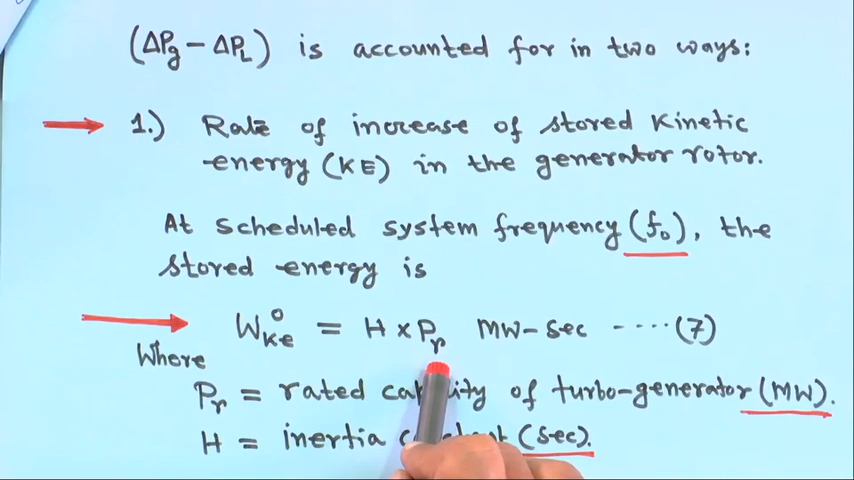 (ΔPg - ΔPL) is accounted for in two ways:
1.) Rate of increase of stored kinetic
energy (KE) in the generator rotor.
At scheduled system frequency (f₀), the
stored energy is
W⁰Ke = H × Pr MW-sec ----(7)
Where
Pr = rated capacity of turbo-generator (MW).
H = inertia (sec).